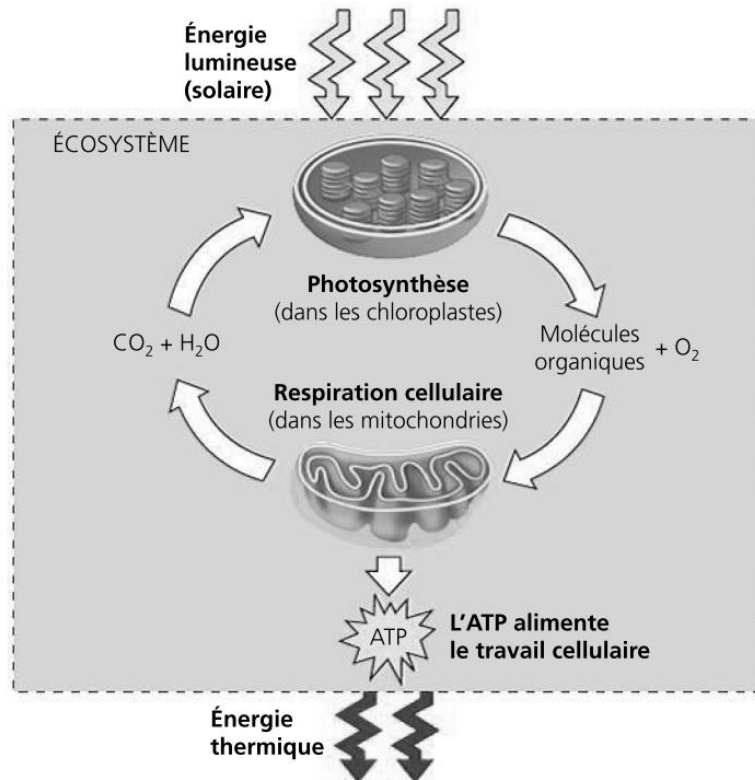 Énergie
lumineuse
(solaire)
ÉCOSYSTÈME
Photosynthèse
(dans les chloroplastes)
CO₂ + H₂O
Molécules
organiques + O₂
Respiration cellulaire
(dans les mitochondries)
ATP
L'ATP alimente
le travail cellulaire
Énergie
thermique